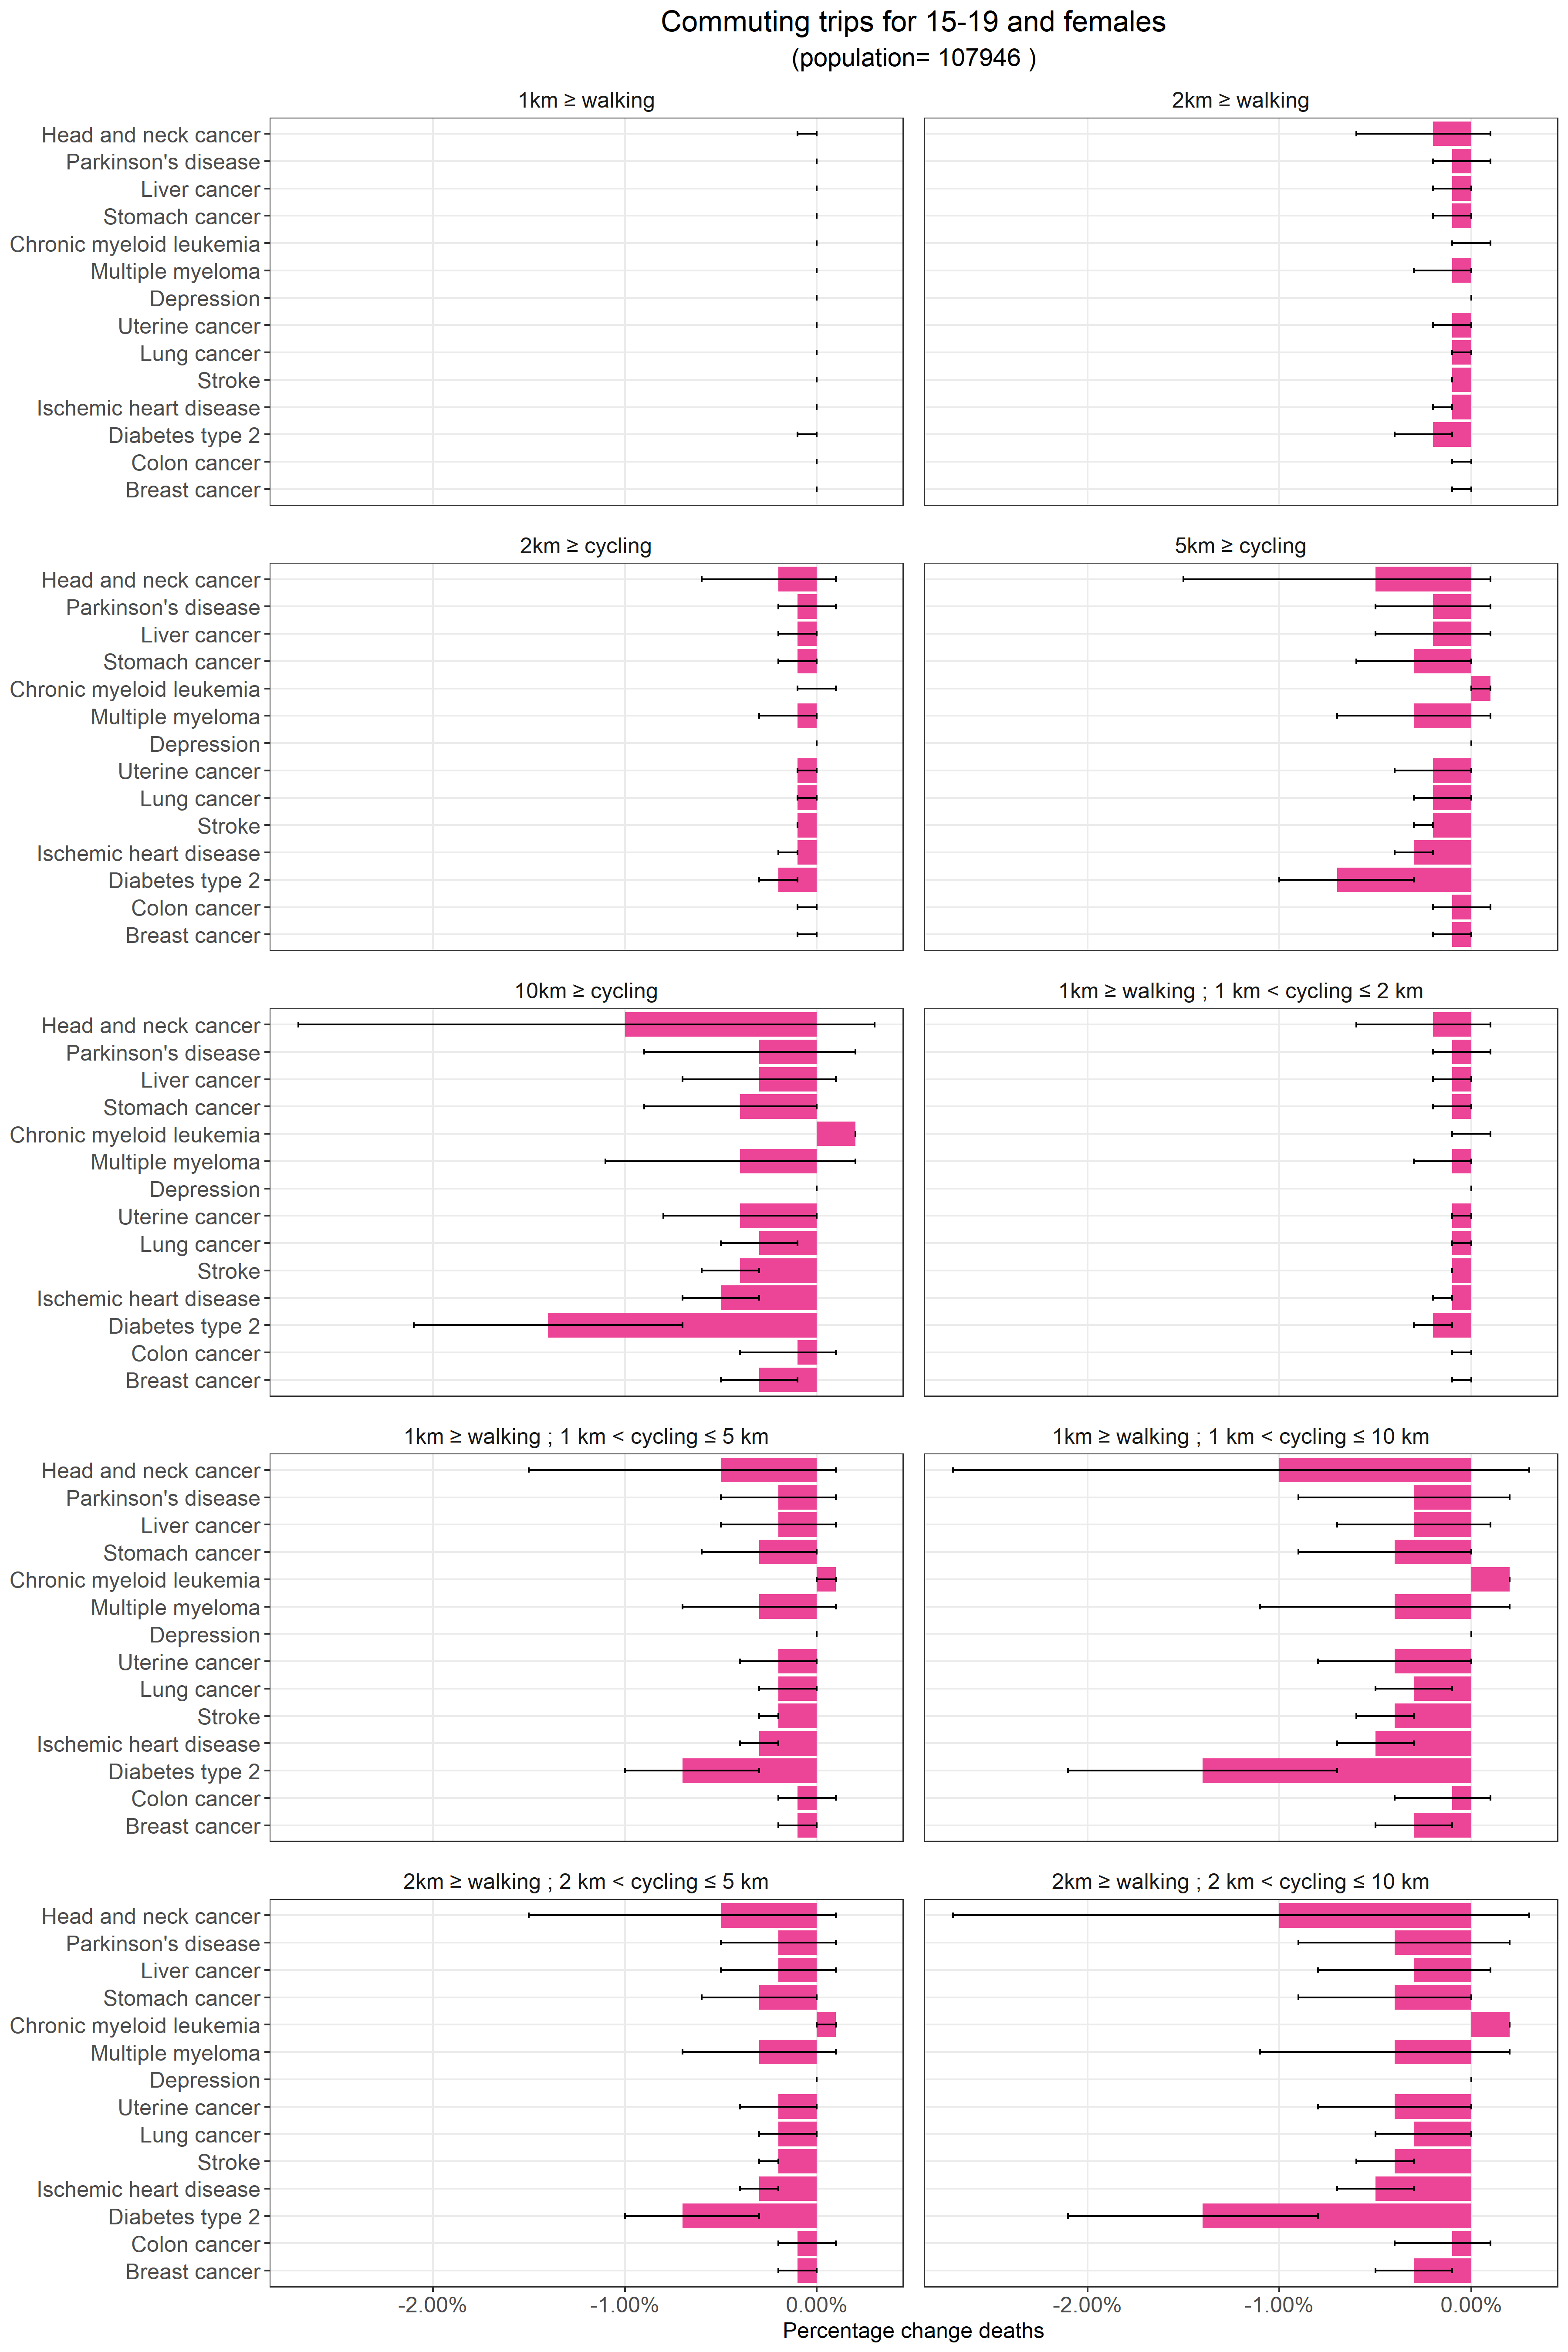 Commuting trips for 15-19 and females
(population= 107946 )
1km ≥ walking
2km ≥ walking
Head and neck cancer
Parkinson's disease
Liver cancer
Stomach cancer
Chronic myeloid leukemia
Multiple myeloma
Depression
Uterine cancer
Lung cancer
Stroke
Ischemic heart disease
Diabetes type 2
Colon cancer
Breast cancer
2km ≥ cycling
5km ≥ cycling
Head and neck cancer
Parkinson's disease
Liver cancer
Stomach cancer
Chronic myeloid leukemia
Multiple myeloma
Depression
Uterine cancer
Lung cancer
Stroke
Ischemic heart disease
Diabetes type 2
Colon cancer
Breast cancer
10km ≥ cycling
1km ≥ walking ; 1 km < cycling ≤ 2 km
Head and neck cancer
Parkinson's disease
Liver cancer
Stomach cancer
Chronic myeloid leukemia
Multiple myeloma
Depression
Uterine cancer
Lung cancer
Stroke
Ischemic heart disease
Diabetes type 2
Colon cancer
Breast cancer
1km ≥ walking ; 1 km < cycling ≤ 5 km
1km ≥ walking ; 1 km < cycling ≤ 10 km
Head and neck cancer
Parkinson's disease
Liver cancer
Stomach cancer
Chronic myeloid leukemia
Multiple myeloma
Depression
Uterine cancer
Lung cancer
Stroke
Ischemic heart disease
Diabetes type 2
Colon cancer
Breast cancer
2km ≥ walking ; 2 km < cycling ≤ 5 km
2km ≥ walking ; 2 km < cycling ≤ 10 km
Head and neck cancer
Parkinson's disease
Liver cancer
Stomach cancer
Chronic myeloid leukemia
Multiple myeloma
Depression
Uterine cancer
Lung cancer
Stroke
Ischemic heart disease
Diabetes type 2
Colon cancer
Breast cancer
-2.00% -1.00% 0.00% -2.00% -1.00% 0.00%
Percentage change deaths